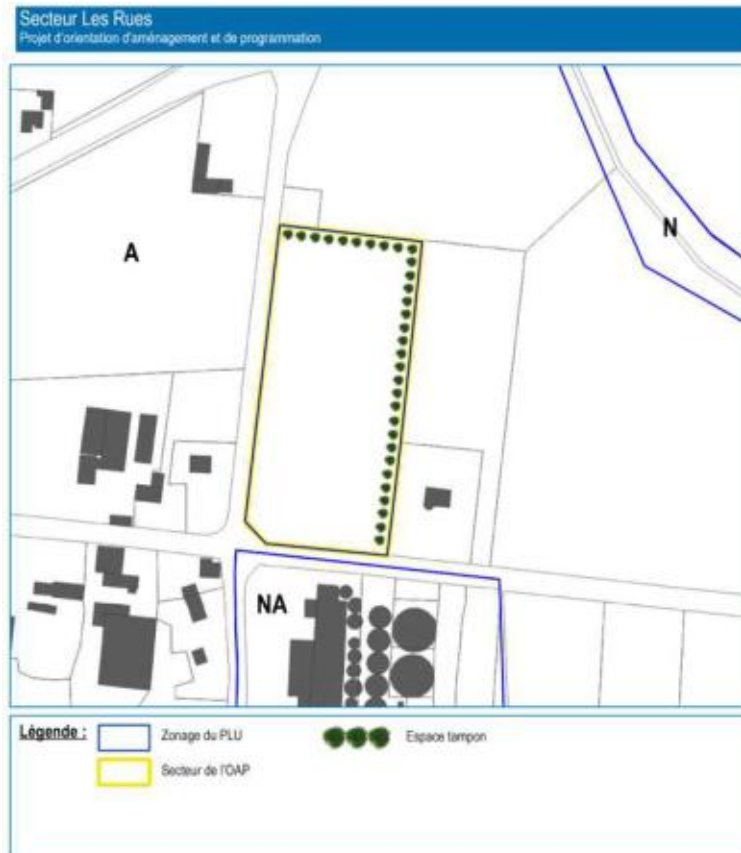 Secteur Les Rues
Projet d'orientation d'aménagement et de programmation
N
A
NA
Légende :
Zonage du PLU
Espace tampon
Secteur de l'OAP